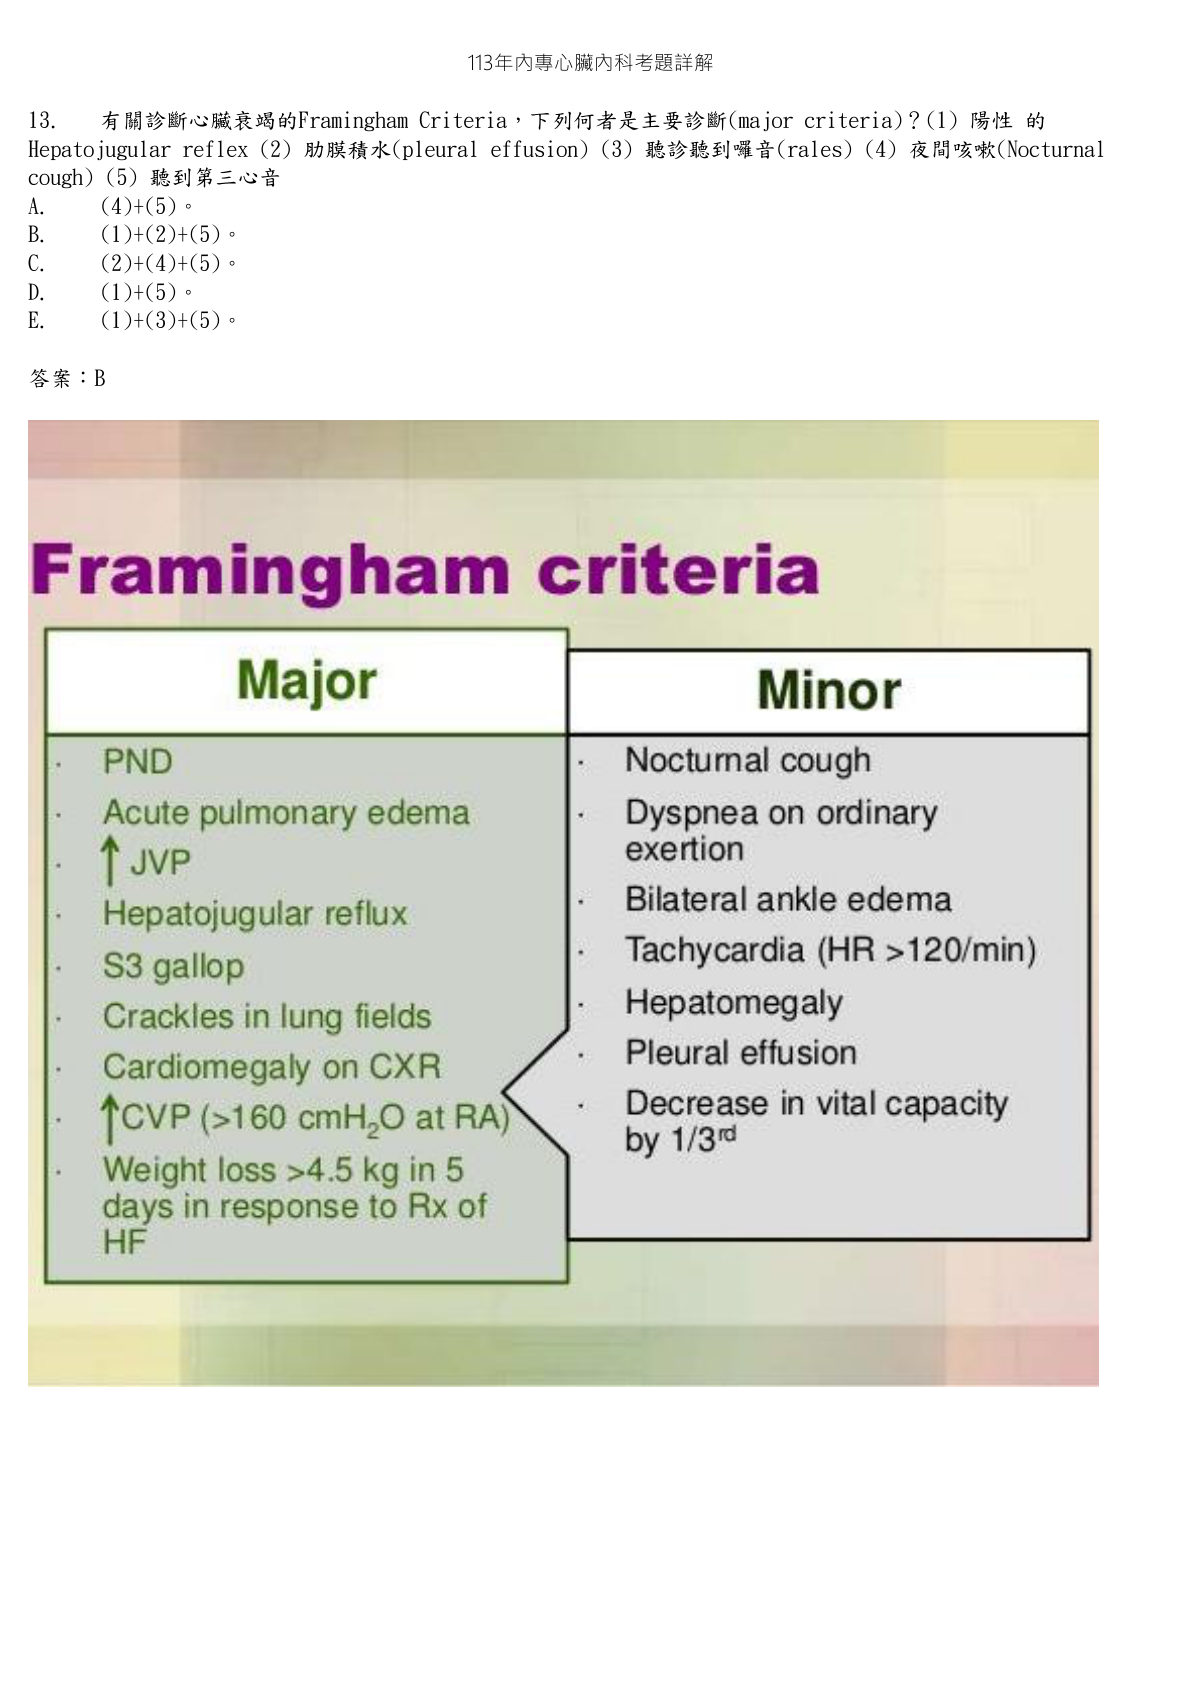 113年內專心臟內科考題詳解
13. 有關診斷心臟衰竭的Framingham Criteria，下列何者是主要診斷(major criteria)？(1) 陽性 的
Hepatojugular reflex (2) 肋膜積水(pleural effusion) (3) 聽診聽到囉音(rales) (4) 夜間咳嗽(Nocturnal
cough) (5) 聽到第三心音
A. (4)+(5)。
B. (1)+(2)+(5)。
C. (2)+(4)+(5)。
D. (1)+(5)。
E. (1)+(3)+(5)。
答案：B
Framingham criteria
Major
· PND
· Acute pulmonary edema
· ↑ JVP
· Hepatojugular reflux
· S3 gallop
· Crackles in lung fields
· Cardiomegaly on CXR
· ↑CVP (>160 cmH₂O at RA)
· Weight loss >4.5 kg in 5
days in response to Rx of
HF
Minor
· Nocturnal cough
· Dyspnea on ordinary
exertion
· Bilateral ankle edema
· Tachycardia (HR >120/min)
· Hepatomegaly
· Pleural effusion
· Decrease in vital capacity
by 1/3rd